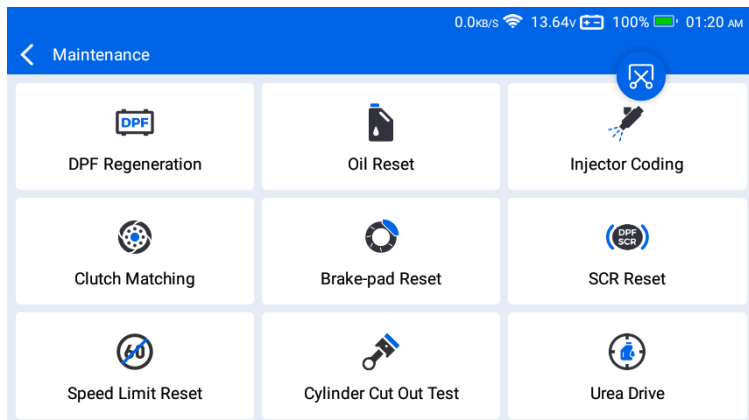 0.0KB/S 13.64V 100% 01:20 AM
Maintenance
DPF
DPF Regeneration
Oil Reset
Injector Coding
DPF
SCR
Clutch Matching
Brake-pad Reset
SCR Reset
60
Speed Limit Reset
Cylinder Cut Out Test
Urea Drive